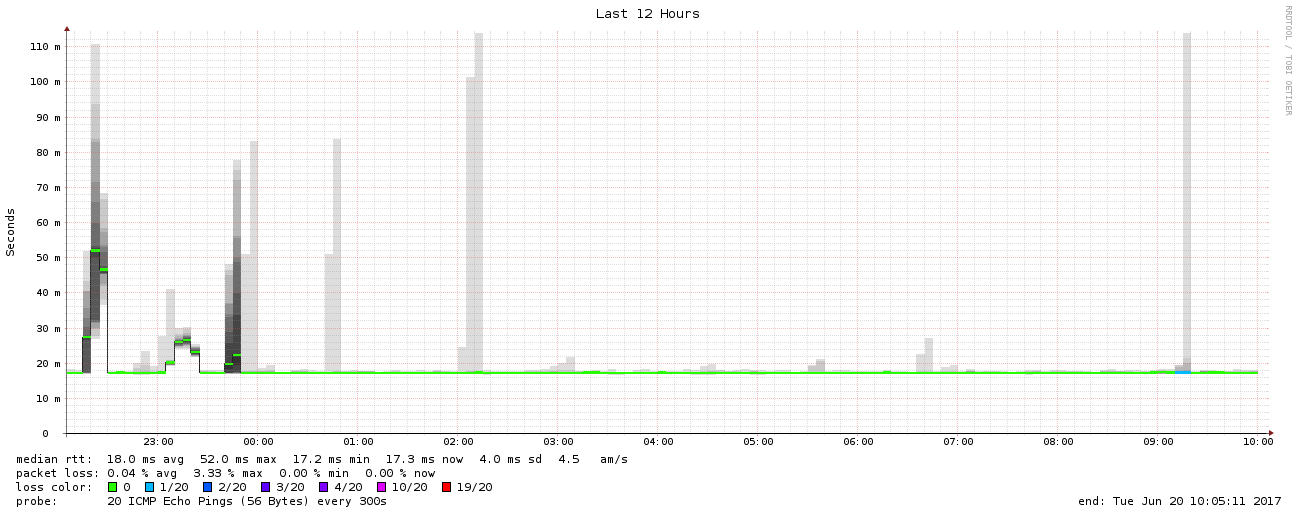 Last 12 Hours
RRDTOOL / TOBI OETIKER
Seconds
110 m
100 m
90 m
80 m
70 m
60 m
50 m
40 m
30 m
20 m
10 m
0
23:00 00:00 01:00 02:00 03:00 04:00 05:00 06:00 07:00 08:00 09:00 10:00
median rtt: 18.0 ms avg 52.0 ms max 17.2 ms min 17.3 ms now 4.0 ms sd 4.5 am/s
packet loss: 0.04 % avg 3.33 % max 0.00 % min 0.00 % now
loss color: 0 1/20 2/20 3/20 4/20 10/20 19/20
probe: 20 ICMP Echo Pings (56 Bytes) every 300s end: Tue Jun 20 10:05:11 2017